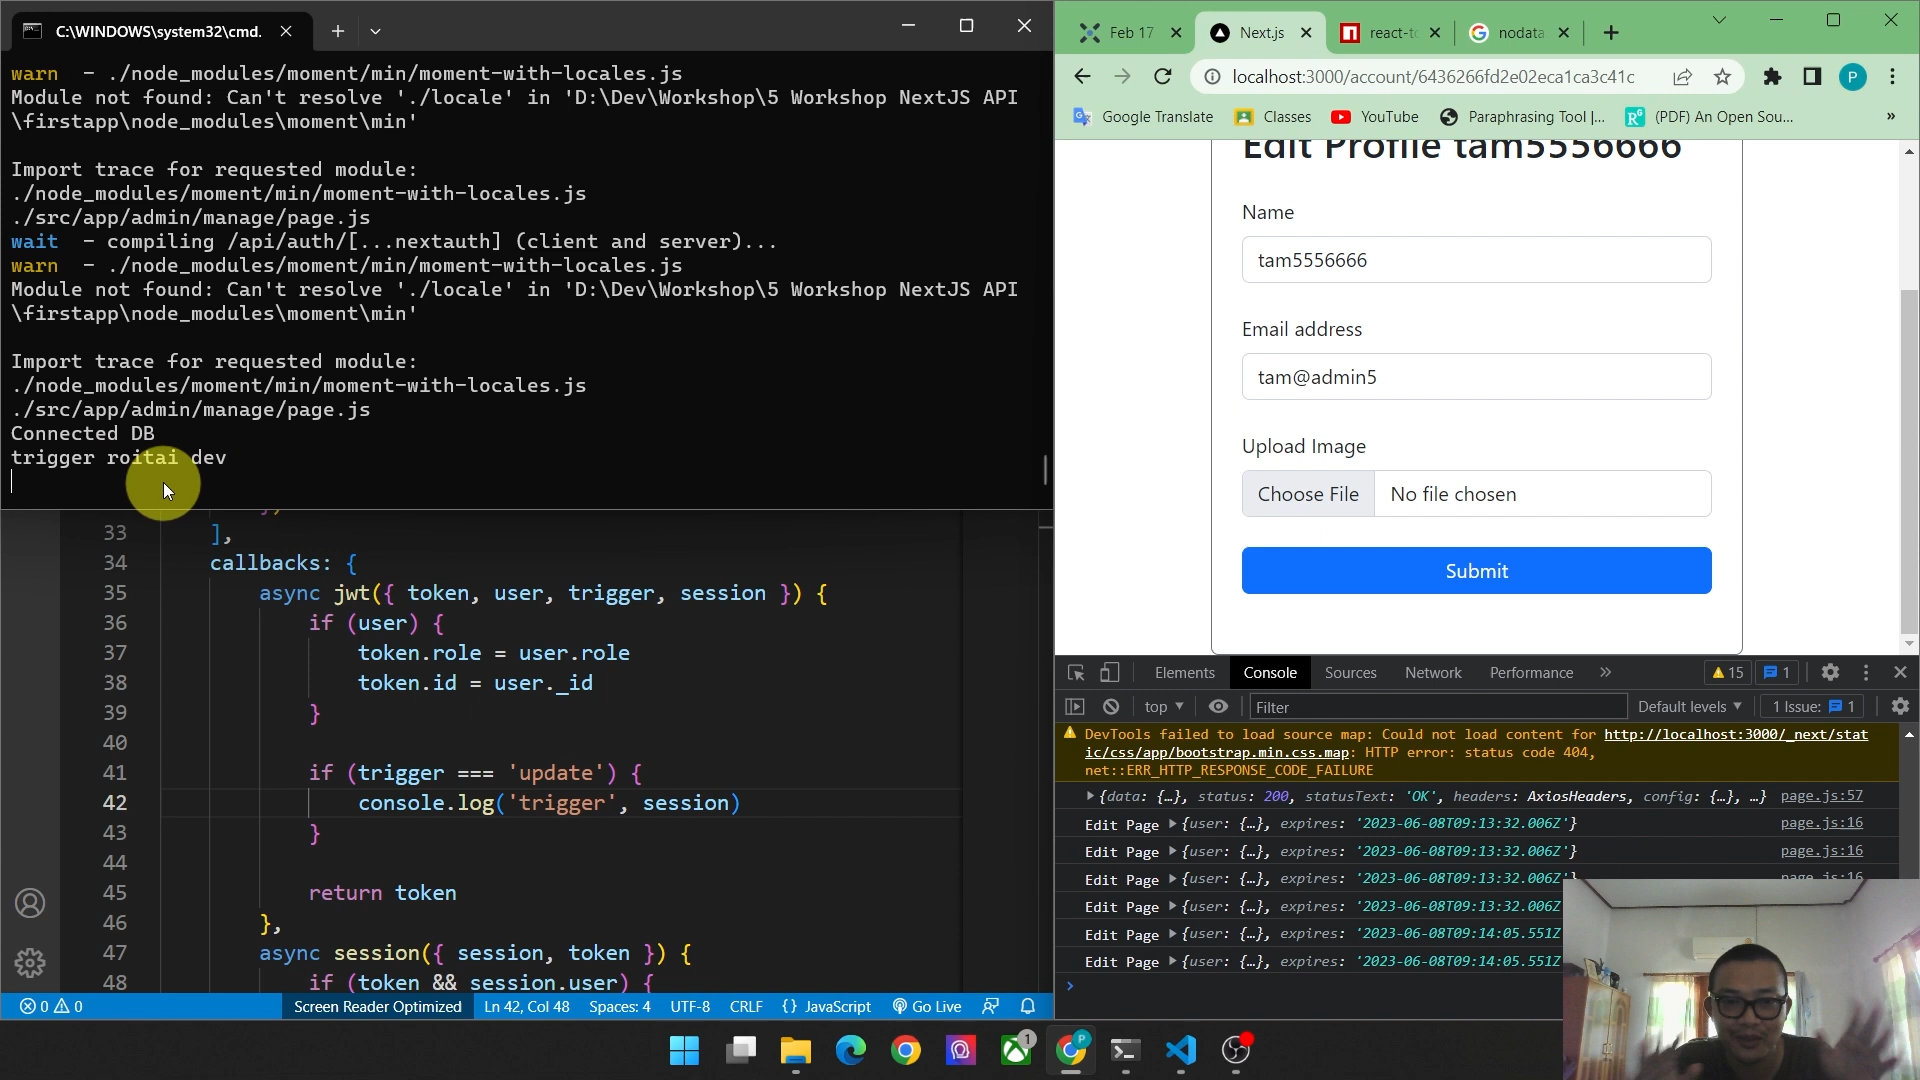 C:\WINDOWS\system32\cmd.
warn  - ./node_modules/moment/min/moment-with-locales.js
Module not found: Can't resolve './locale' in 'D:\Dev\Workshop\5 Workshop NextJS API
\firstapp\node_modules\moment\min'
Import trace for requested module:
./node_modules/moment/min/moment-with-locales.js
./src/app/admin/manage/page.js
wait  - compiling /api/auth/[...nextauth] (client and server)...
warn  - ./node_modules/moment/min/moment-with-locales.js
Module not found: Can't resolve './locale' in 'D:\Dev\Workshop\5 Workshop NextJS API
\firstapp\node_modules\moment\min'
Import trace for requested module:
./node_modules/moment/min/moment-with-locales.js
./src/app/admin/manage/page.js
Connected DB
trigger roitai dev
33 ],
34 callbacks: {
35 async jwt({ token, user, trigger, session }) {
36 if (user) {
37 token.role = user.role
38 token.id = user._id
39 }
40
41 if (trigger === 'update') {
42 console.log('trigger', session)
43 }
44
45 return token
46 },
47 async session({ session, token }) {
48 if (token && session.user) {
0 0 Screen Reader Optimized Ln 42, Col 48 Spaces: 4 UTF-8 CRLF {} JavaScript Go Live
Feb 17 Next.js react-to nodata
localhost:3000/account/6436266fd2e02eca1ca3c41c P
Google Translate Classes YouTube Paraphrasing Tool |... (PDF) An Open Sou... »
Edit Profile tam5556666
Name
tam5556666
Email address
tam@admin5
Upload Image
Choose File No file chosen
Submit
Elements Console Sources Network Performance » 15 1
top Filter Default levels 1 Issue: 1
DevTools failed to load source map: Could not load content for http://localhost:3000/_next/stat
ic/css/app/bootstrap.min.css.map: HTTP error: status code 404,
net::ERR_HTTP_RESPONSE_CODE_FAILURE
{data: {…}, status: 200, statusText: 'OK', headers: AxiosHeaders, config: {…}, …} page.js:57
Edit Page {user: {…}, expires: '2023-06-08T09:13:32.006Z'} page.js:16
Edit Page {user: {…}, expires: '2023-06-08T09:13:32.006Z'} page.js:16
Edit Page {user: {…}, expires: '2023-06-08T09:13:32.006Z'} page.js:16
Edit Page {user: {…}, expires: '2023-06-08T09:13:32.006Z
Edit Page {user: {…}, expires: '2023-06-08T09:14:05.551Z
Edit Page {user: {…}, expires: '2023-06-08T09:14:05.551Z
1 P